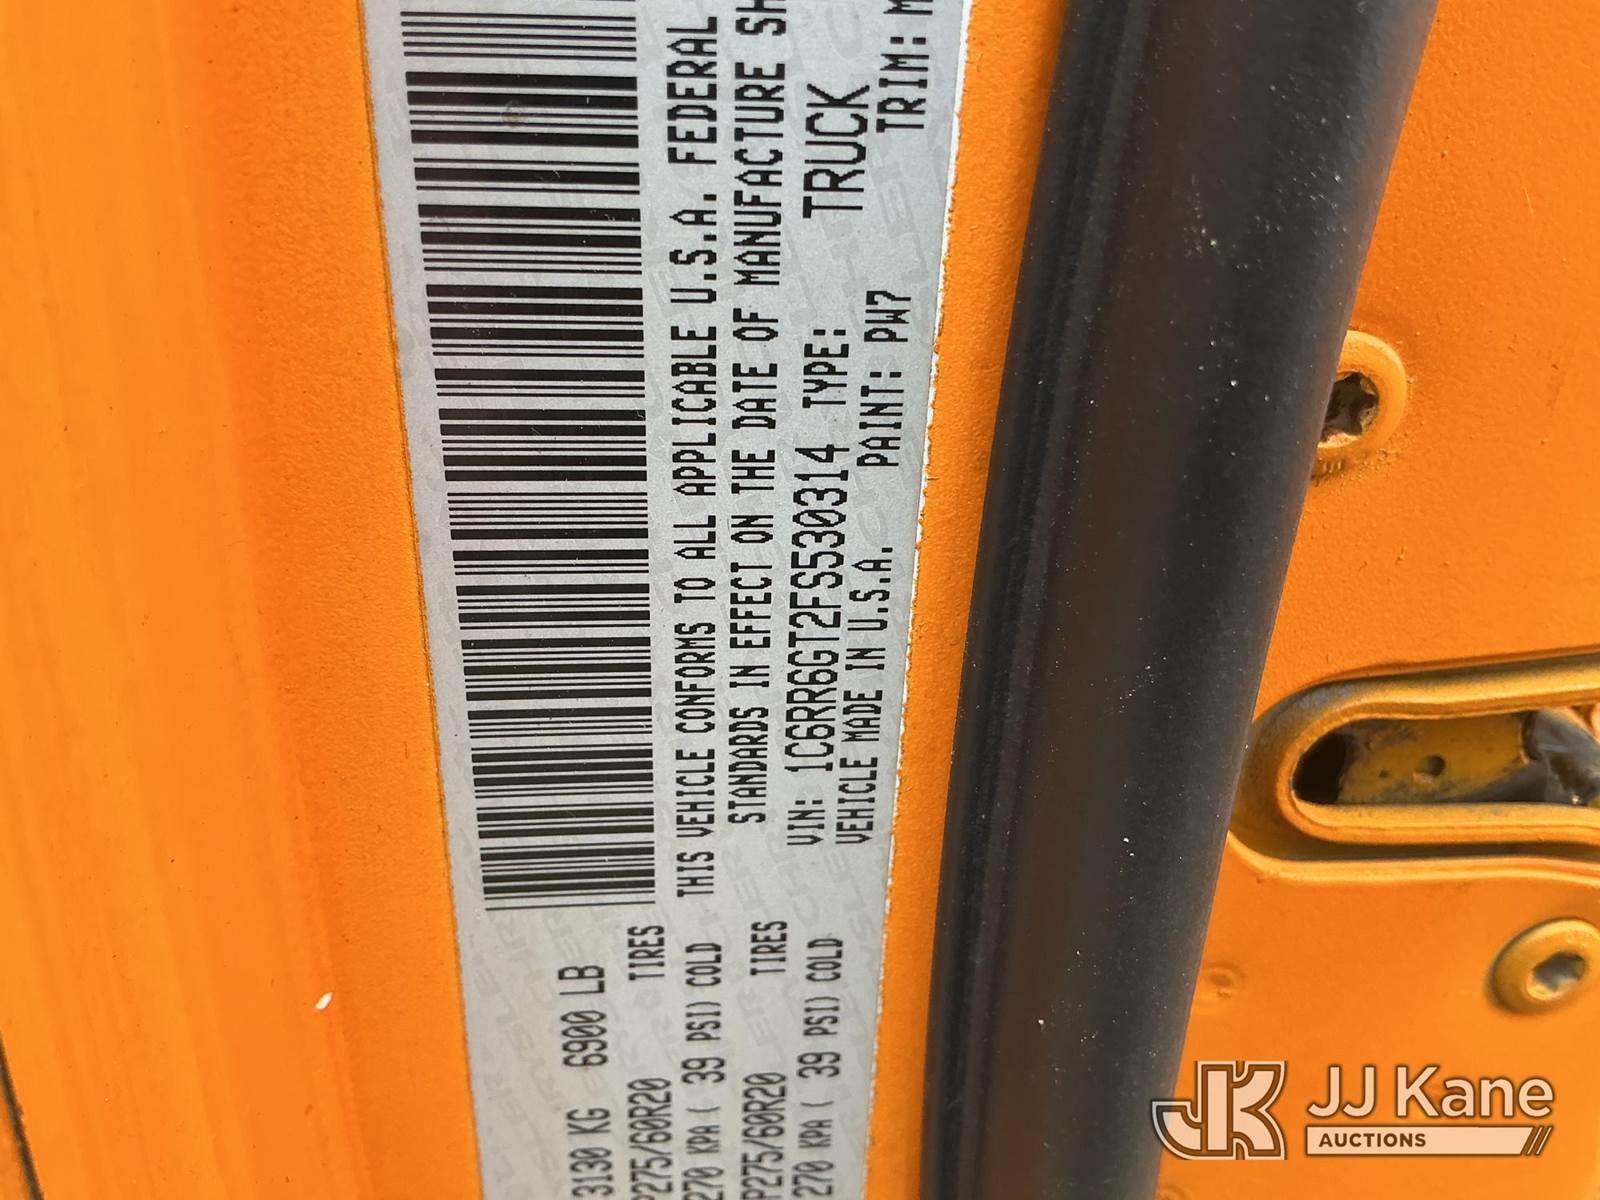 3130 KG 6900 LB
P275/60R20 TIRES
270 KPA ( 39 PSI) COLD
P275/60R20 TIRES
270 KPA ( 39 PSI) COLD
THIS VEHICLE CONFORMS TO ALL APPLICABLE U.S.A. FEDERAL
STANDARDS IN EFFECT ON THE DATE OF MANUFACTURE SH
VIN: 1C6RR6GT2FS530314 TYPE: TRUCK
VEHICLE MADE IN U.S.A. PAINT: PW7 TRIM: M
JK JJ Kane
AUCTIONS